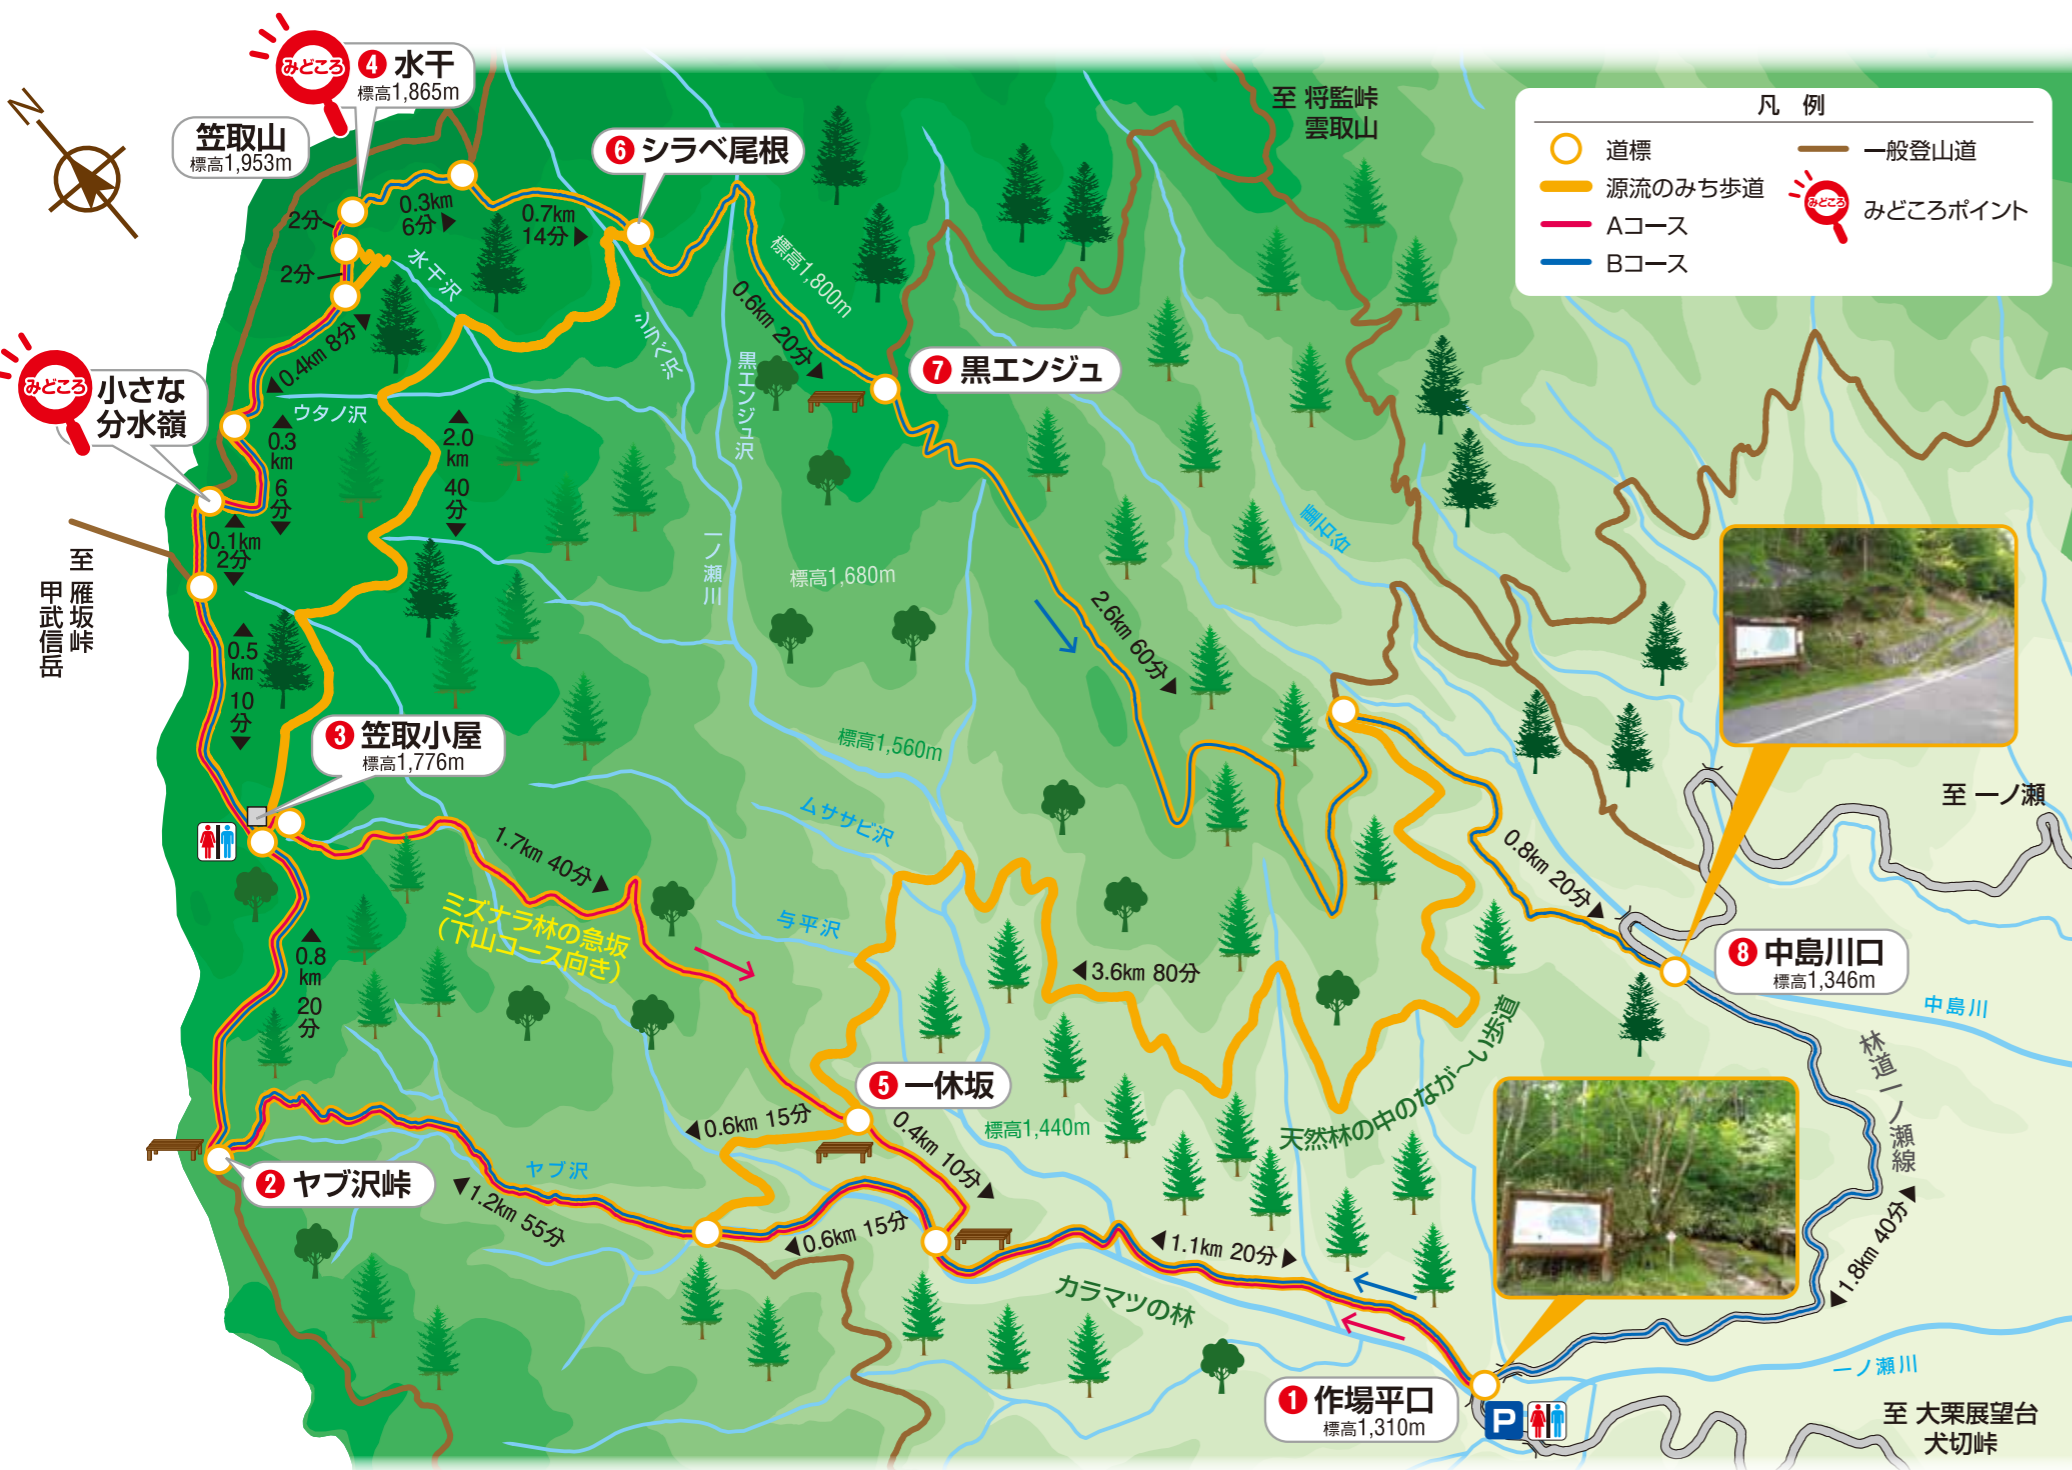 みどころ
④ 水干
標高1,865m
笠取山
標高1,953m
N
⑥ シラベ尾根
至 将監峠
雲取山
凡 例
道標
源流のみち歩道
Aコース
Bコース
一般登山道
みどころ
みどころポイント
2分
0.3km
6分▶
0.7km
14分▶
2分
水干沢
標高1,800m
◀0.4km 8分▶
0.6km 20分▶
シラベ沢
黒エンジュ沢
⑦ 黒エンジュ
みどころ
小さな
分水嶺
ウタノ沢
0.3
km
6
分
2.0
km
40
分
0.1km
2分
至 雁坂峠
甲武信岳
一ノ瀬川
標高1,680m
竜石谷
2.6km 60分▶
0.5
km
10
分
③ 笠取小屋
標高1,776m
標高1,560m
ムササビ沢
与平沢
1.7km 40分▶
ミズナラ林の急坂
(下山コース向き)
0.8
km
20
分
至 一ノ瀬
0.8km 20分▶
⑧ 中島川口
標高1,346m
中島川
◀3.6km 80分
天然林の中のなが〜い歩道
林道一ノ瀬線
⑤ 一休坂
標高1,440m
◀0.6km 15分
0.4km 10分▶
② ヤブ沢峠
ヤブ沢
◀1.2km 55分
◀0.6km 15分
◀1.1km 20分▶
カラマツの林
◀1.8km 40分▶
① 作場平口
標高1,310m
P
一ノ瀬川
至 大栗展望台
犬切峠